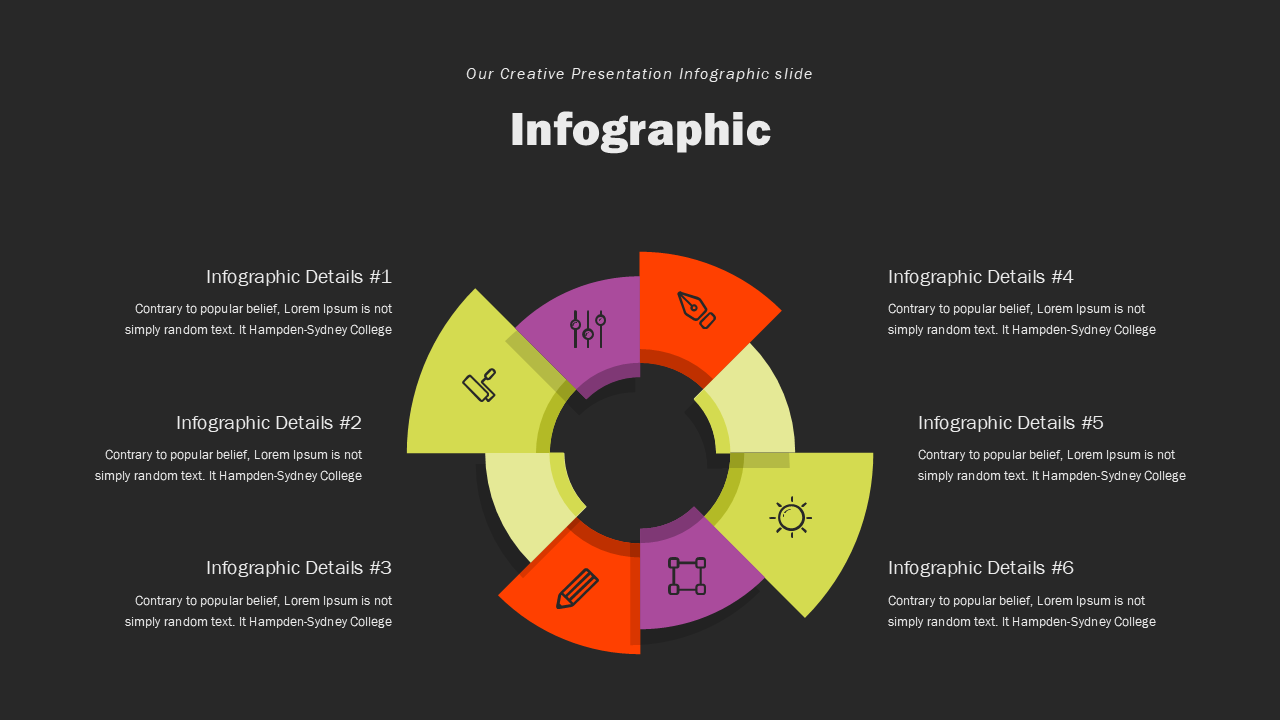 Our Creative Presentation Infographic slide
Infographic
Infographic Details #1
Contrary to popular belief, Lorem Ipsum is not
simply random text. It Hampden-Sydney College
Infographic Details #2
Contrary to popular belief, Lorem Ipsum is not
simply random text. It Hampden-Sydney College
Infographic Details #3
Contrary to popular belief, Lorem Ipsum is not
simply random text. It Hampden-Sydney College
Infographic Details #4
Contrary to popular belief, Lorem Ipsum is not
simply random text. It Hampden-Sydney College
Infographic Details #5
Contrary to popular belief, Lorem Ipsum is not
simply random text. It Hampden-Sydney College
Infographic Details #6
Contrary to popular belief, Lorem Ipsum is not
simply random text. It Hampden-Sydney College